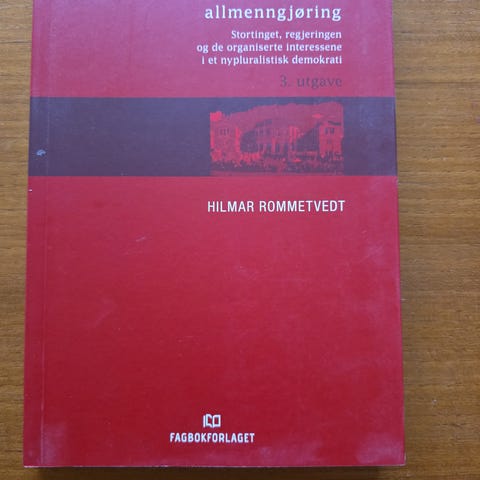 allmenngjøring
Stortinget, regjeringen
og de organiserte interessene
i et nypluralistisk demokrati
3. utgave
HILMAR ROMMETVEDT
FAGBOKFORLAGET